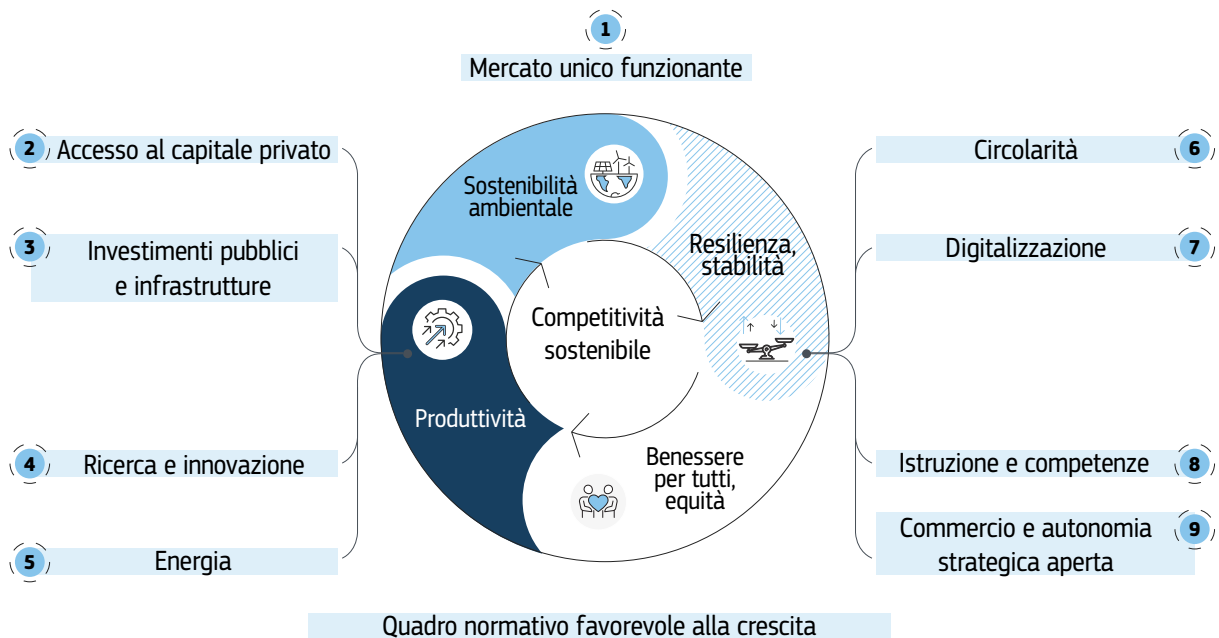 1
Mercato unico funzionante
2 Accesso al capitale privato
3 Investimenti pubblici
e infrastrutture
4 Ricerca e innovazione
5 Energia
Sostenibilità
ambientale
Resilienza,
stabilità
Competitività
sostenibile
Produttività
Benessere
per tutti,
equità
Circolarità 6
Digitalizzazione 7
Istruzione e competenze 8
Commercio e autonomia 9
strategica aperta
Quadro normativo favorevole alla crescita